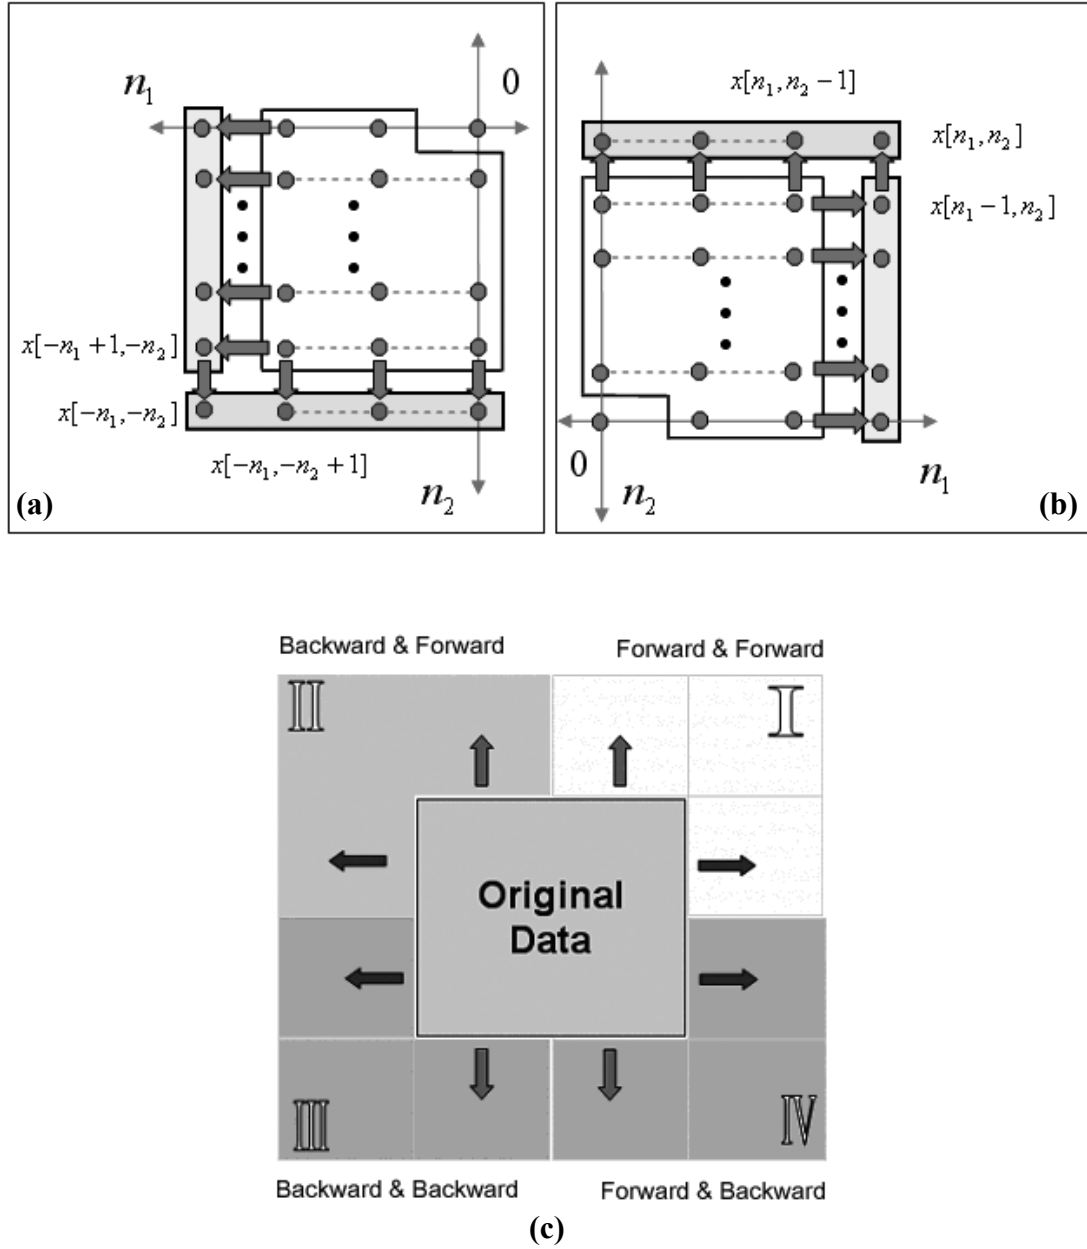 n₁
0
x[−n₁ + 1,−n₂]
x[−n₁,−n₂]
x[−n₁,−n₂ + 1]
n₂
(a)
x[n₁, n₂ − 1]
x[n₁, n₂]
x[n₁ − 1, n₂]
0
n₂
n₁
(b)
Backward & Forward
Forward & Forward
II
I
Original
Data
III
IV
Backward & Backward
Forward & Backward
(c)